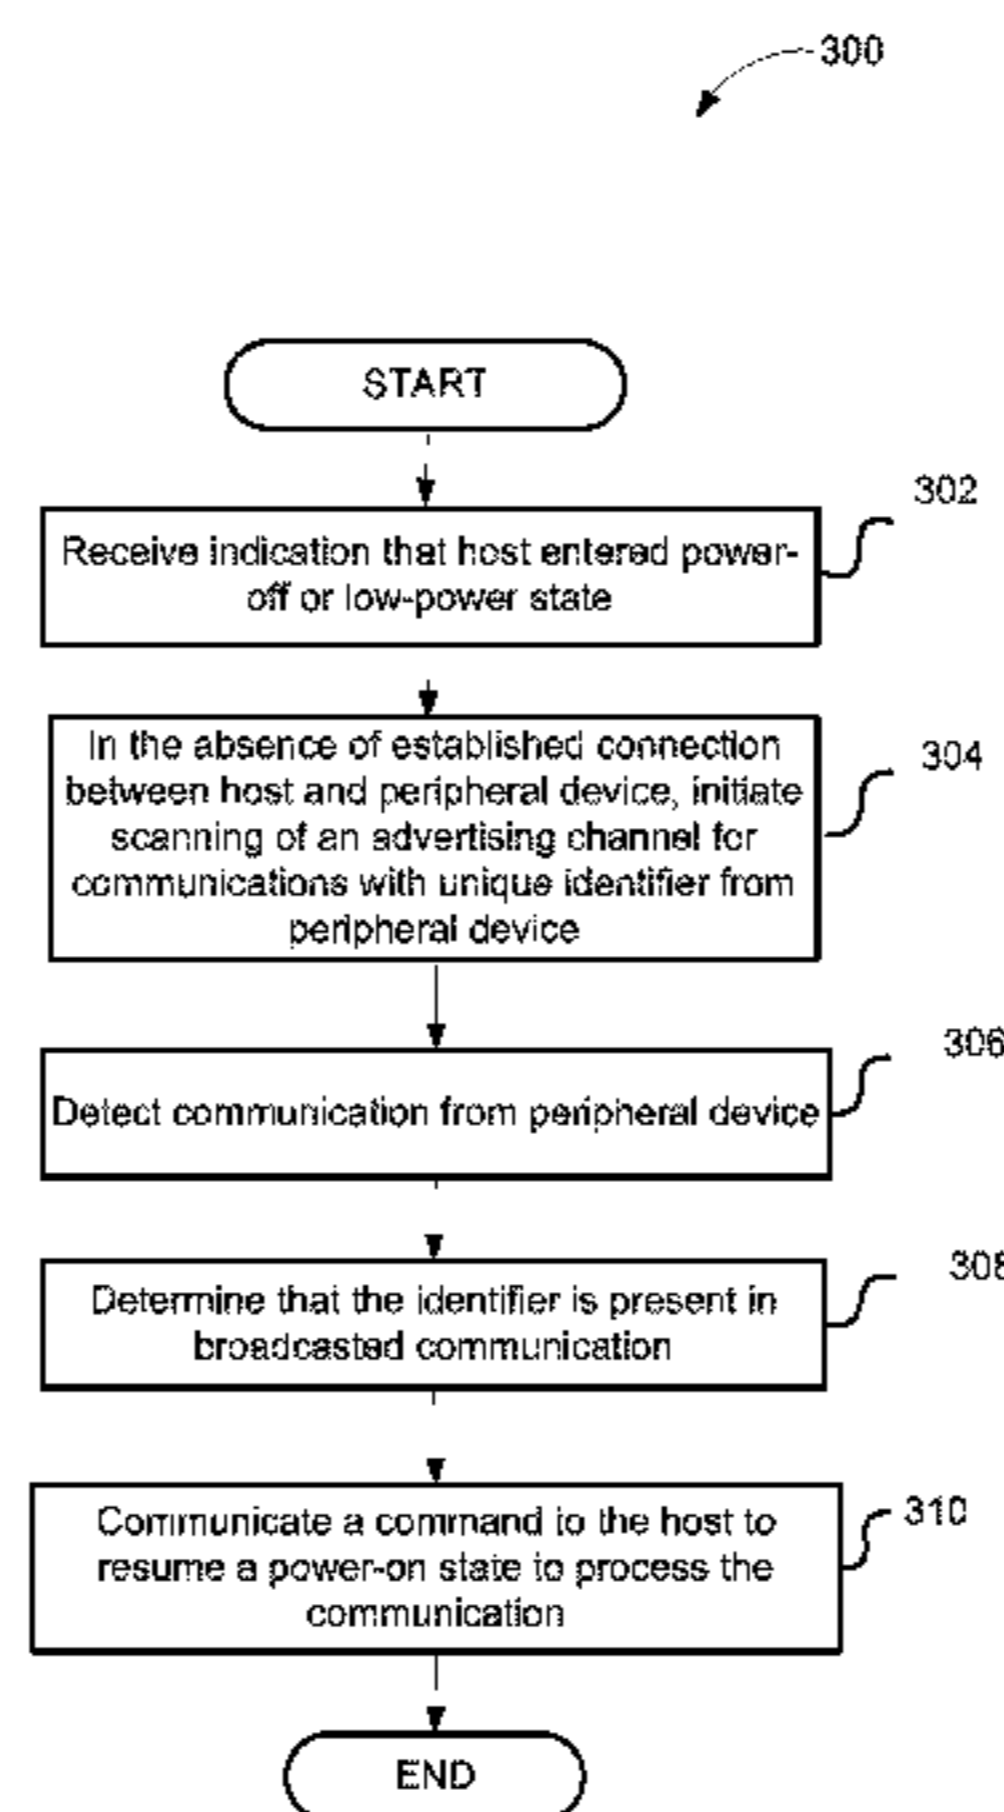 300
START
302
Receive indication that host entered power-
off or low-power state
304
In the absence of established connection
between host and peripheral device, initiate
scanning of an advertising channel for
communications with unique identifier from
peripheral device
306
Detect communication from peripheral device
308
Determine that the identifier is present in
broadcasted communication
310
Communicate a command to the host to
resume a power-on state to process the
communication
END